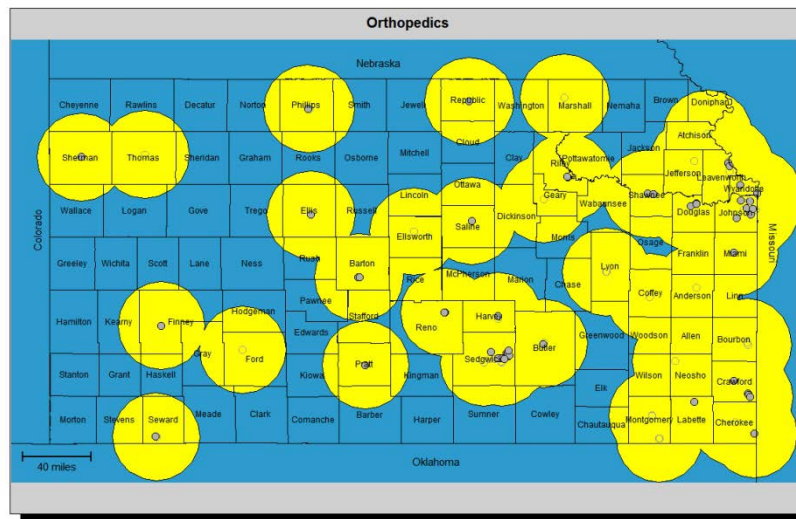 Orthopedics
Nebraska
Cheyenne Rawlins Decatur Norton Phillips Smith Jewell Republic Washington Marshall Nemaha Brown Doniphan
Atchison
Sherman Thomas Sheridan Graham Rooks Osborne Mitchell Cloud Clay Riley Pottawatomie Jackson Jefferson Leavenworth
Wyandotte
Wallace Logan Gove Trego Ellis Russell Lincoln Ottawa Saline Dickinson Geary Wabaunsee Shawnee Douglas Johnson
Ellsworth Morris Osage Franklin Miami
Colorado
Missouri
Greeley Wichita Scott Lane Ness Rush Barton Rice McPherson Marion Chase Lyon Coffey Anderson Linn
Hamilton Kearny Finney Hodgeman Pawnee Stafford Reno Harvey Butler Greenwood Woodson Allen Bourbon
Gray Ford Edwards
Stanton Grant Haskell Kiowa Pratt Kingman Sedgwick Elk Wilson Neosho Crawford
Morton Stevens Seward Meade Clark Comanche Barber Harper Sumner Cowley Chautauqua Montgomery Labette Cherokee
40 miles
Oklahoma